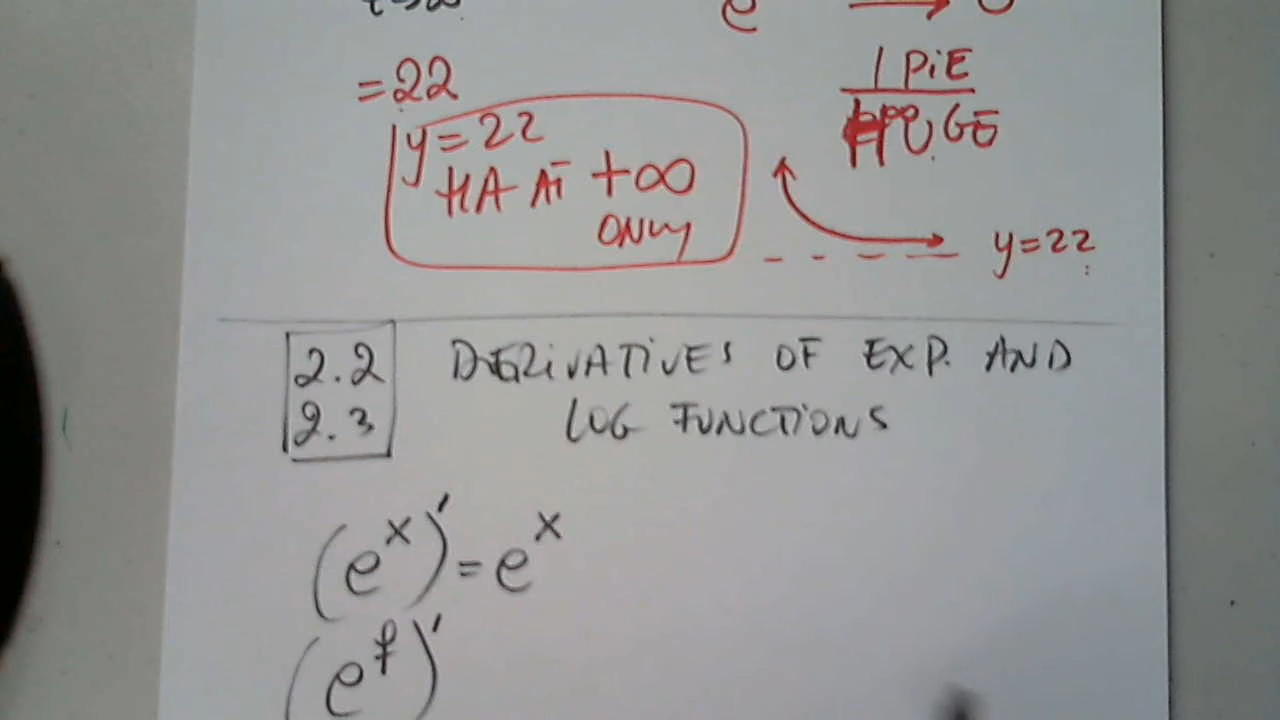 = 22
1 PiE
HUGE
y = 22
HA AT +∞
ONLY
y = 22
2.2 DERIVATIVES OF EXP. AND
2.3 LOG FUNCTIONS
(e^x)' = e^x
(e^f)'